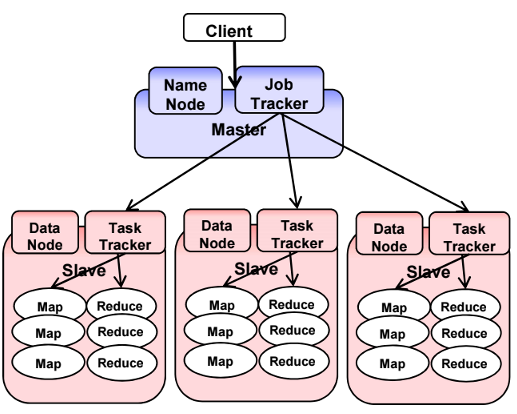 Client
Name
Node
Job
Tracker
Master
Data
Node
Task
Tracker
Slave
Map
Reduce
Map
Reduce
Map
Reduce
Data
Node
Task
Tracker
Slave
Map
Reduce
Map
Reduce
Map
Reduce
Data
Node
Task
Tracker
Slave
Map
Reduce
Map
Reduce
Map
Reduce